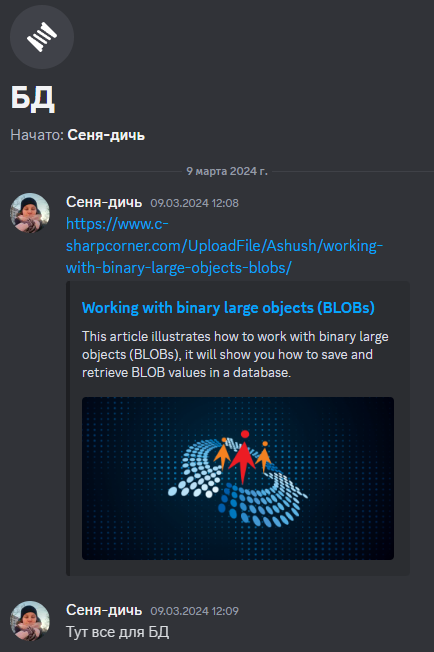 БД
Начато: Сеня-дичь
9 марта 2024 г.
Сеня-дичь 09.03.2024 12:08
https://www.c-
sharpcorner.com/UploadFile/Ashush/working-
with-binary-large-objects-blobs/
Working with binary large objects (BLOBs)
This article illustrates how to work with binary large
objects (BLOBs), it will show you how to save and
retrieve BLOB values in a database.
Сеня-дичь 09.03.2024 12:09
Тут все для БД